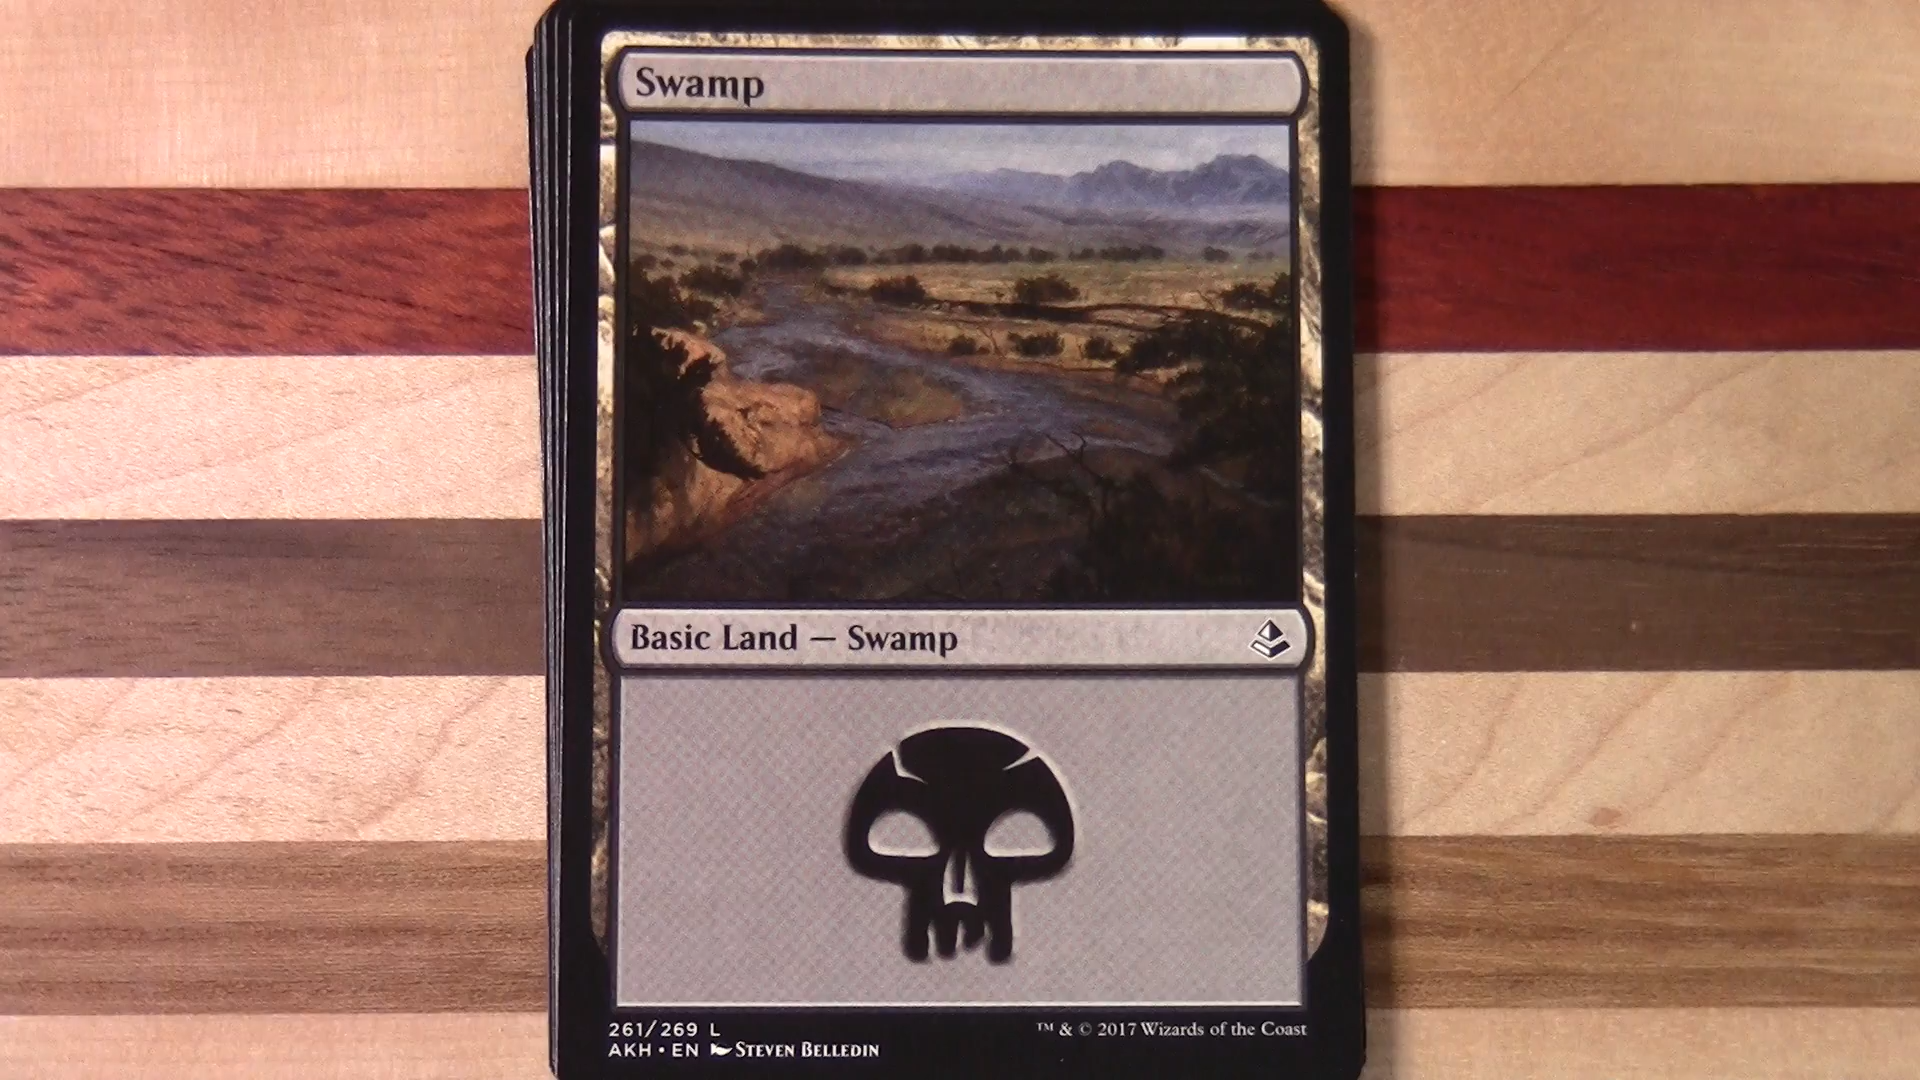 Swamp
Basic Land — Swamp
261/269 L
™ & © 2017 Wizards of the Coast
AKH • EN Steven Belledin